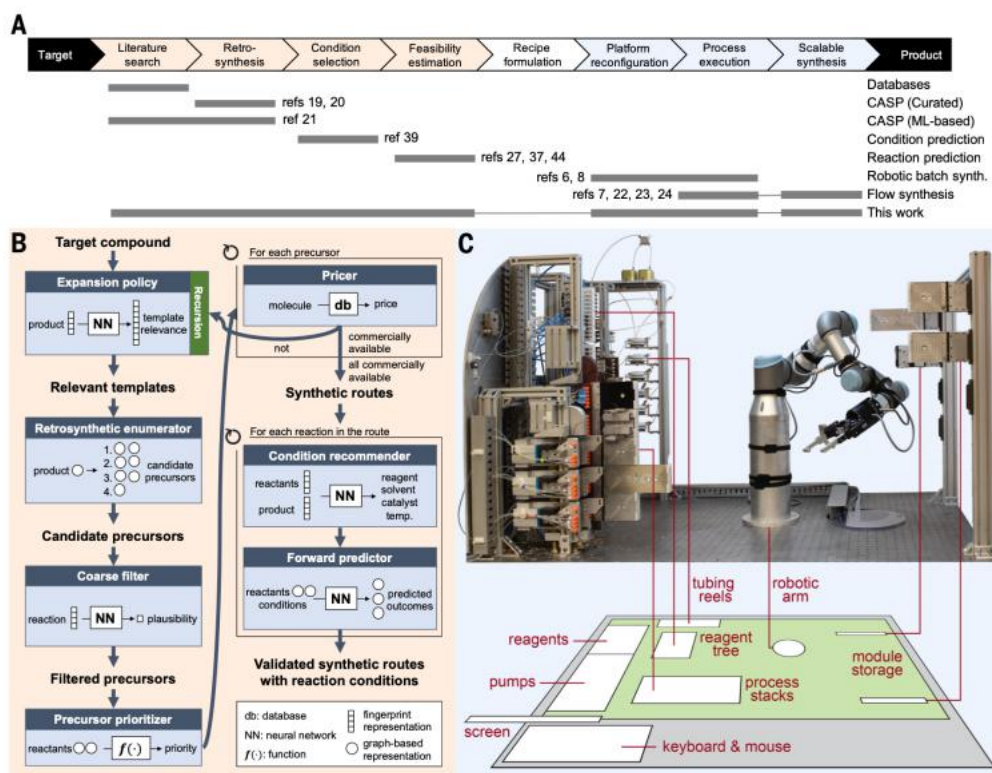 A
Target
Literature
search
Retro-
synthesis
Condition
selection
Feasibility
estimation
Recipe
formulation
Platform
reconfiguration
Process
execution
Scalable
synthesis
Product
Databases
refs 19, 20
CASP (Curated)
ref 21
CASP (ML-based)
ref 39
Condition prediction
refs 27, 37, 44
Reaction prediction
refs 6, 8
Robotic batch synth.
refs 7, 22, 23, 24
Flow synthesis
This work
B
Target compound
Expansion policy
product
NN
template
relevance
Recursion
Relevant templates
Retrosynthetic enumerator
product
1.
2.
3.
4.
candidate
precursors
Candidate precursors
Coarse filter
reaction
NN
plausibility
Filtered precursors
Precursor prioritizer
reactants
f(·)
priority
For each precursor
Pricer
molecule
db
price
not
commercially
available
all commercially
available
Synthetic routes
For each reaction in the route
Condition recommender
reactants
product
NN
reagent
solvent
catalyst
temp.
Forward predictor
reactants
conditions
NN
predicted
outcomes
Validated synthetic routes
with reaction conditions
db: database
NN: neural network
f(·): function
fingerprint
representation
graph-based
representation
C
tubing
reels
robotic
arm
reagents
reagent
tree
module
storage
pumps
process
stacks
screen
keyboard & mouse